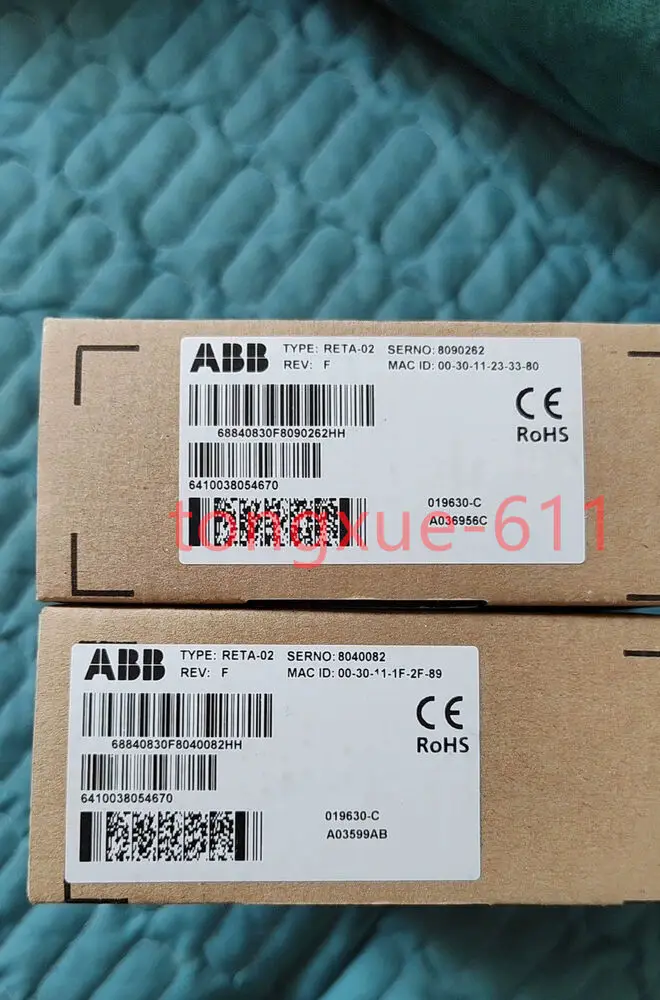 ABB TYPE: RETA-02 SERNO: 8090262
REV: F MAC ID: 00-30-11-23-33-80
CE
RoHS
68840830F8090262HH
6410038054670
019630-C
A036956C
tongxue-611
ABB TYPE: RETA-02 SERNO: 8040082
REV: F MAC ID: 00-30-11-1F-2F-89
CE
RoHS
68840830F8040082HH
6410038054670
019630-C
A03599AB